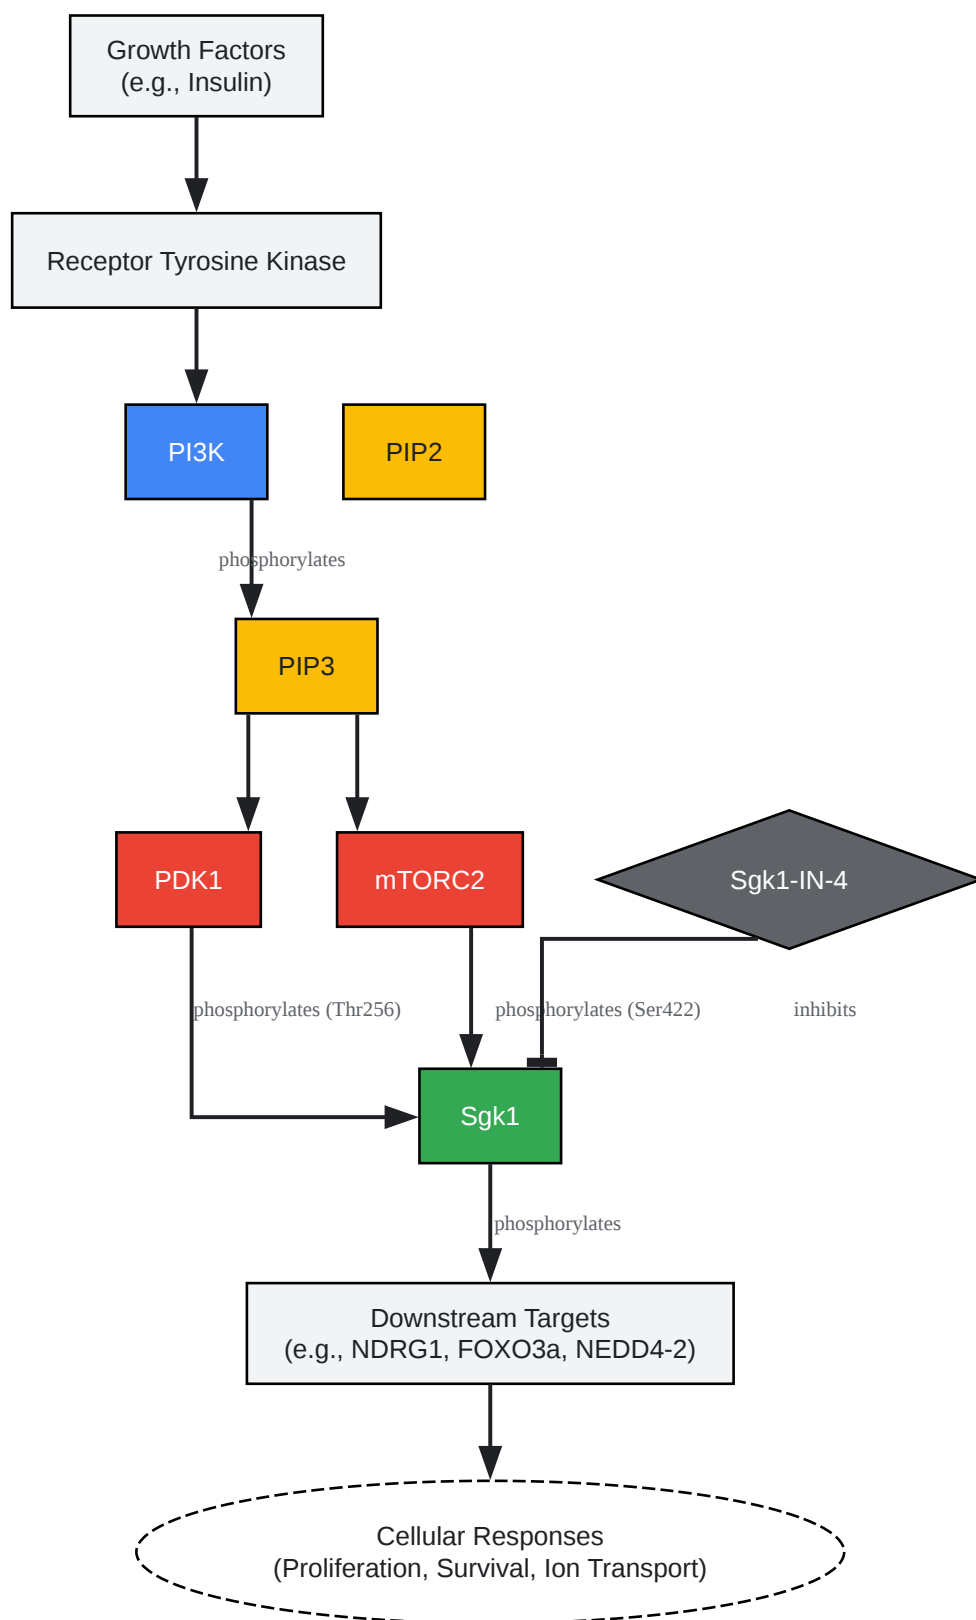 Growth Factors
(e.g., Insulin)
Receptor Tyrosine Kinase
PI3K
PIP2
phosphorylates
PIP3
PDK1
mTORC2
Sgk1-IN-4
phosphorylates (Thr256)
phosphorylates (Ser422)
inhibits
Sgk1
phosphorylates
Downstream Targets
(e.g., NDRG1, FOXO3a, NEDD4-2)
Cellular Responses
(Proliferation, Survival, Ion Transport)